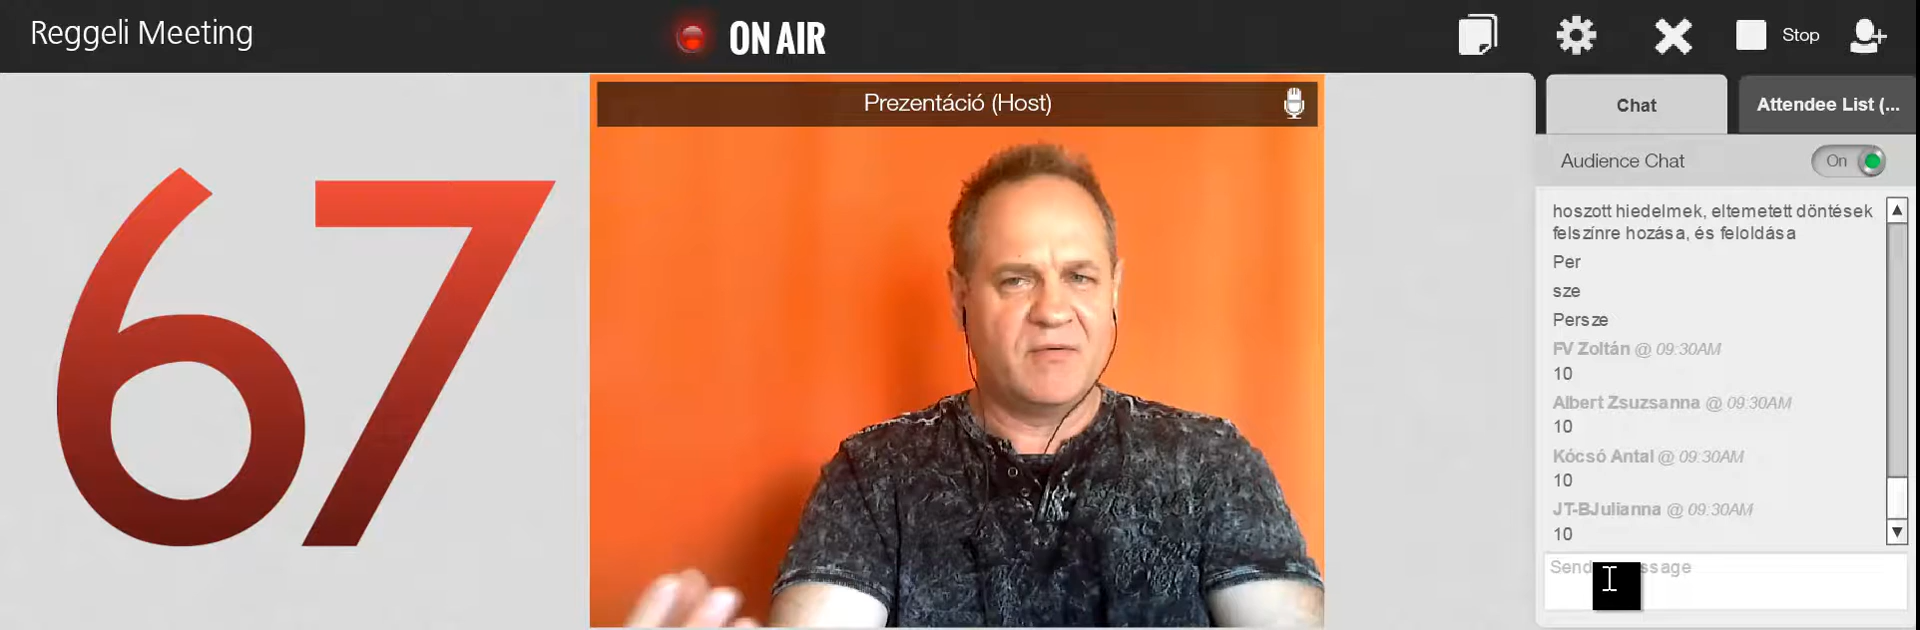 Reggeli Meeting
ON AIR
Stop
67
Prezentáció (Host)
Chat
Attendee List (...
Audience Chat
On
hoszott hiedelmek, eltemetett döntések
felszínre hozása, és feloldása
Per
sze
Persze
FV Zoltán @ 09:30AM
10
Albert Zsuzsanna @ 09:30AM
10
Kócsó Antal @ 09:30AM
10
JT-BJulianna @ 09:30AM
10
Send